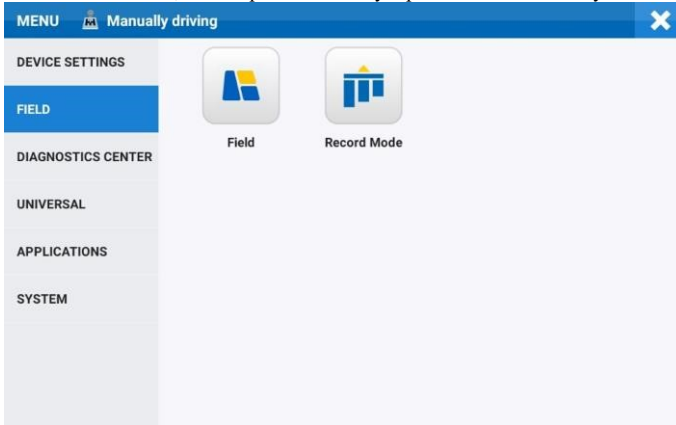 MENU Manually driving
DEVICE SETTINGS
FIELD
DIAGNOSTICS CENTER
UNIVERSAL
APPLICATIONS
SYSTEM
Field
Record Mode